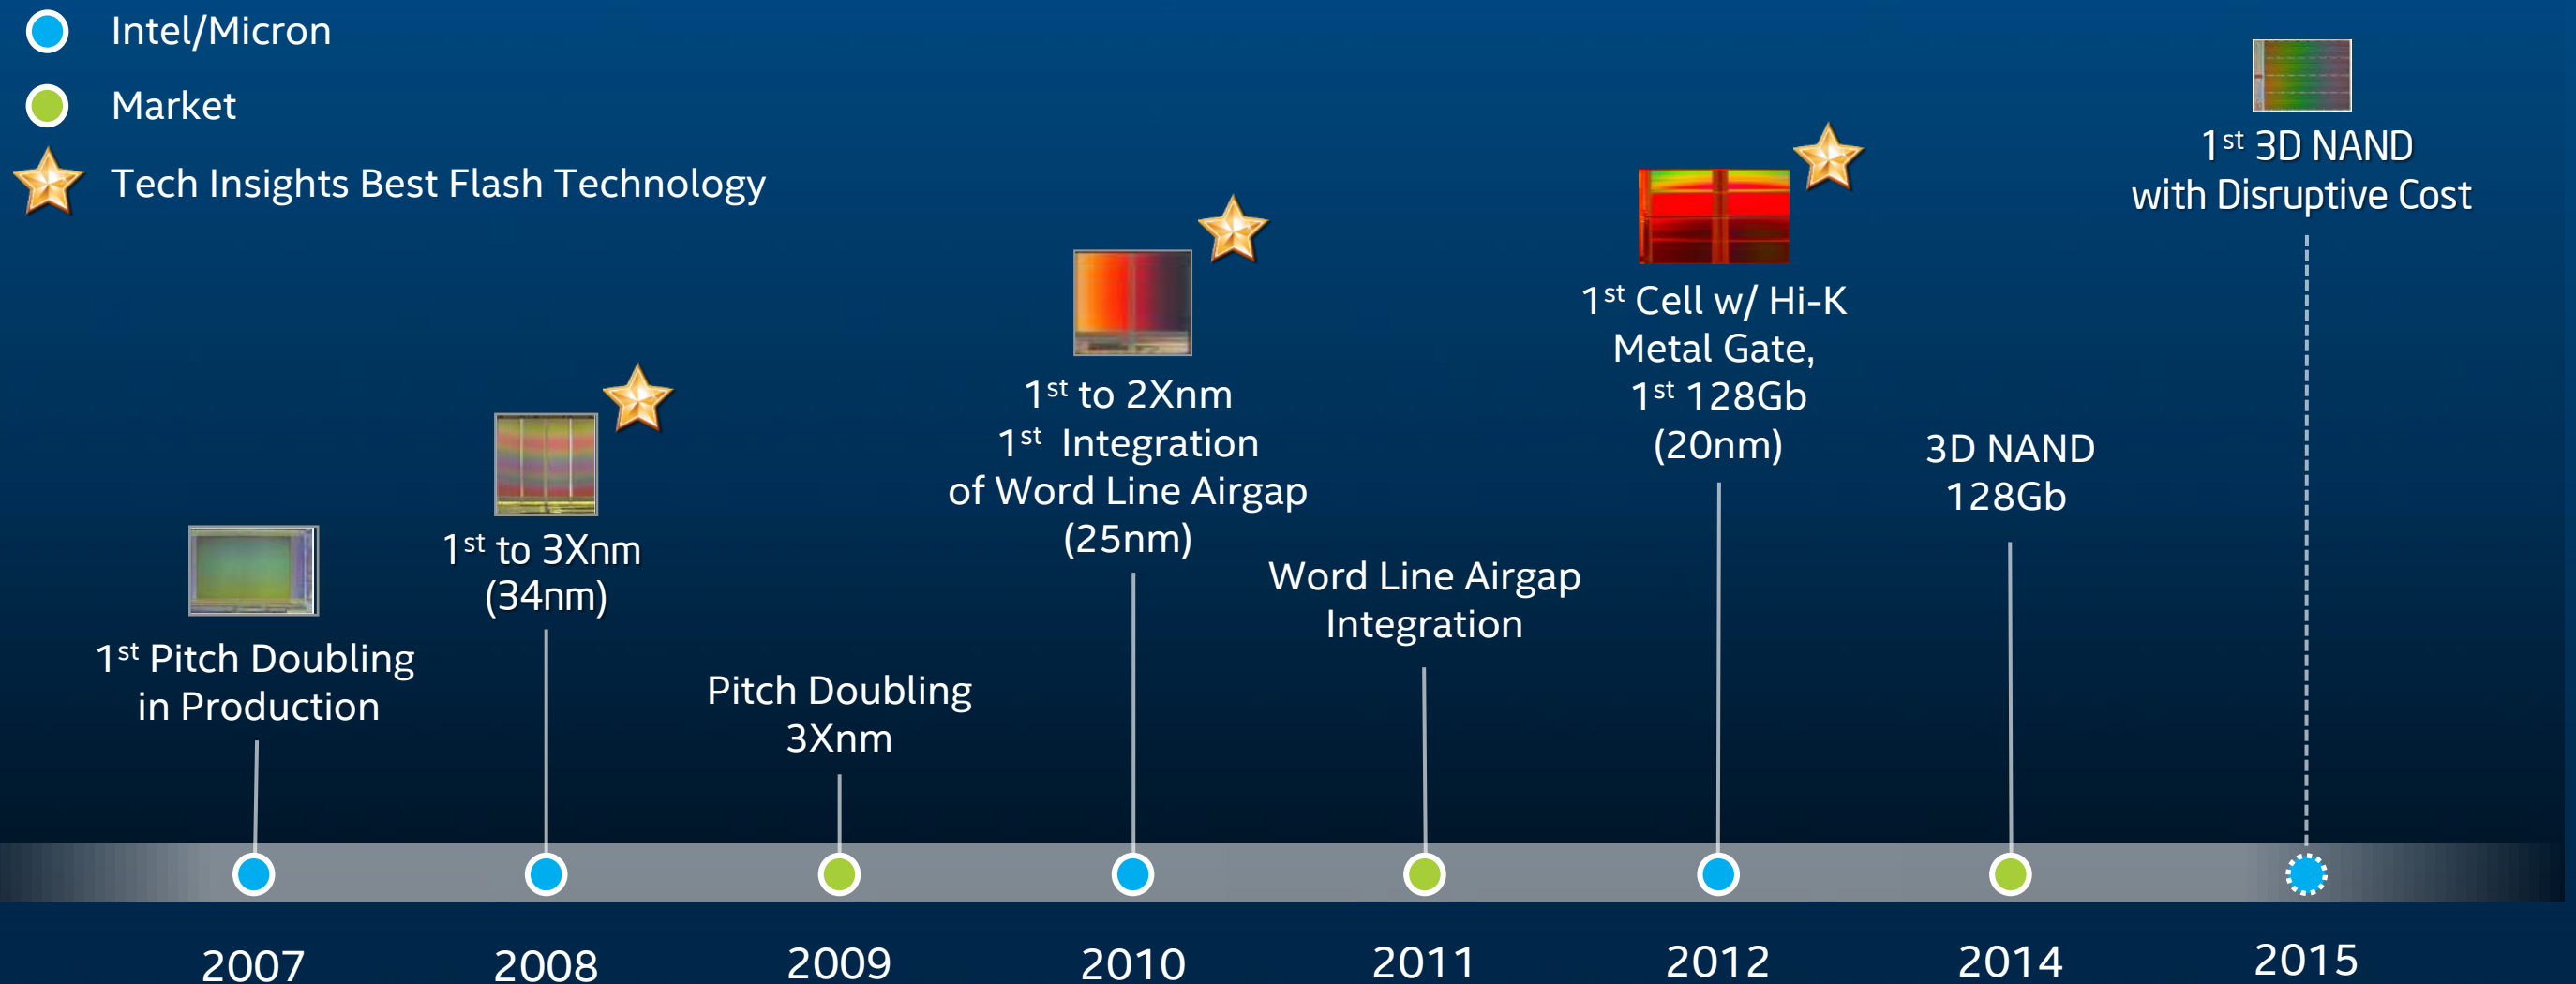 Intel/Micron
Market
Tech Insights Best Flash Technology
1st Pitch Doubling
in Production
1st to 3Xnm
(34nm)
Pitch Doubling
3Xnm
1st to 2Xnm
1st Integration
of Word Line Airgap
(25nm)
Word Line Airgap
Integration
1st Cell w/ Hi-K
Metal Gate,
1st 128Gb
(20nm)
3D NAND
128Gb
1st 3D NAND
with Disruptive Cost
2007
2008
2009
2010
2011
2012
2014
2015